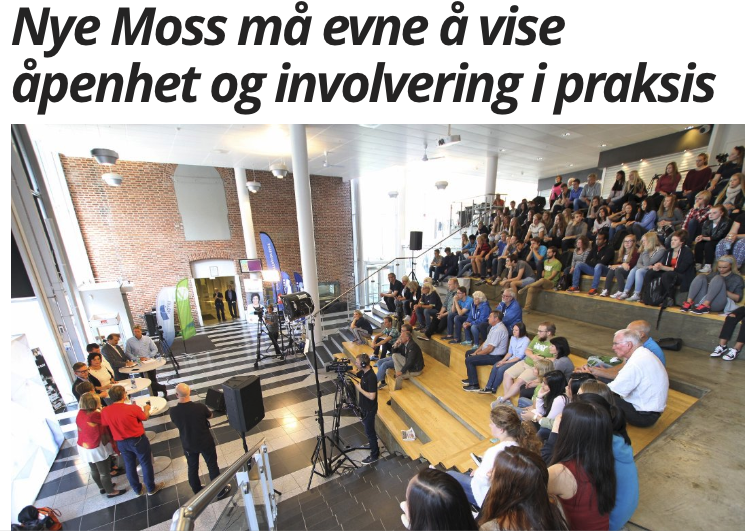 Nye Moss må evne å vise
åpenhet og involvering i praksis